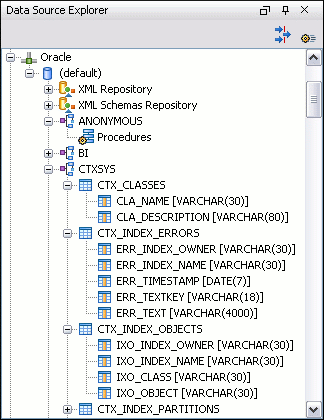 Data Source Explorer
Oracle
(default)
XML Repository
XML Schemas Repository
ANONYMOUS
Procedures
BI
CTXSYS
CTX_CLASSES
CLA_NAME [VARCHAR(30)]
CLA_DESCRIPTION [VARCHAR(80)]
CTX_INDEX_ERRORS
ERR_INDEX_OWNER [VARCHAR(30)]
ERR_INDEX_NAME [VARCHAR(30)]
ERR_TIMESTAMP [DATE(7)]
ERR_TEXTKEY [VARCHAR(18)]
ERR_TEXT [VARCHAR(4000)]
CTX_INDEX_OBJECTS
IXO_INDEX_OWNER [VARCHAR(30)]
IXO_INDEX_NAME [VARCHAR(30)]
IXO_CLASS [VARCHAR(30)]
IXO_OBJECT [VARCHAR(30)]
CTX_INDEX_PARTITIONS